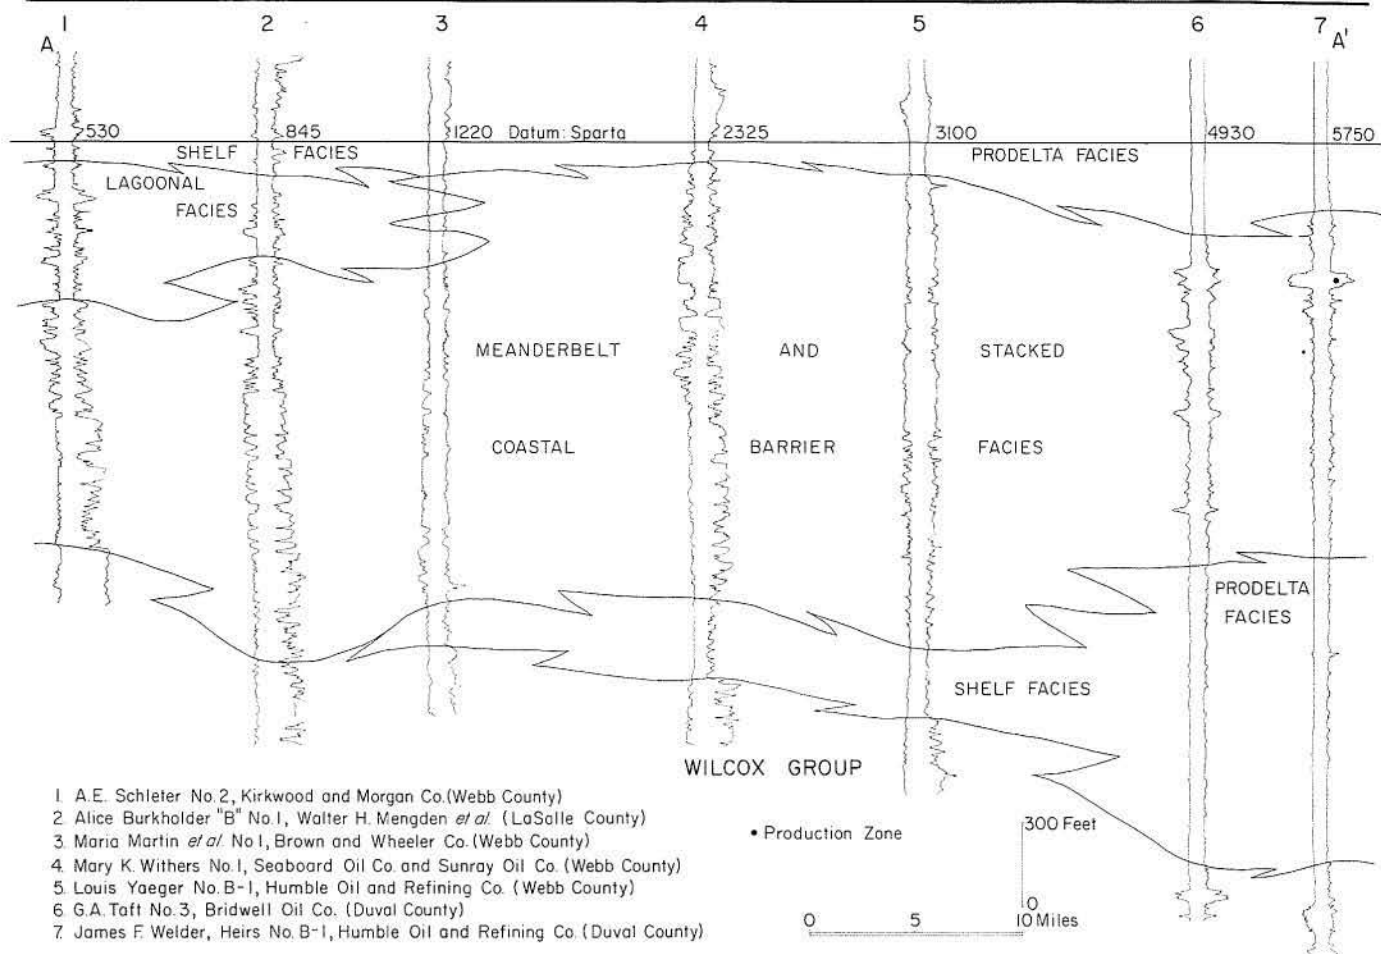 1 2 3 4 5 6 7
A A'
530 845 1220 Datum: Sparta 2325 3100 4930 5750
SHELF FACIES PRODELTA FACIES
LAGOONAL
FACIES
MEANDERBELT AND STACKED
COASTAL BARRIER FACIES
PRODELTA
FACIES
SHELF FACIES
WILCOX GROUP
1. A.E. Schleter No.2, Kirkwood and Morgan Co.(Webb County)
2. Alice Burkholder "B" No.1, Walter H. Mengden et al. (LaSalle County)
3. Maria Martin et al. No 1, Brown and Wheeler Co. (Webb County)
4. Mary K. Withers No.1, Seaboard Oil Co. and Sunray Oil Co. (Webb County)
5. Louis Yaeger No. B-1, Humble Oil and Refining Co. (Webb County)
6. G.A. Taft No. 3, Bridwell Oil Co. (Duval County)
7. James F. Welder, Heirs No. B-1, Humble Oil and Refining Co. (Duval County)
• Production Zone
300 Feet
0
0 5 10 Miles